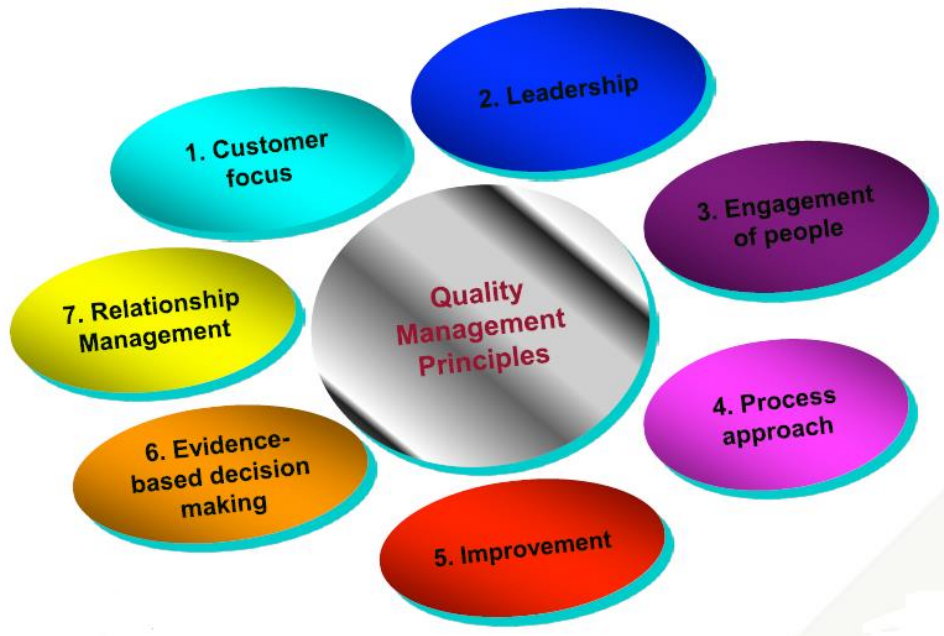 Quality
Management
Principles
1. Customer
focus
2. Leadership
3. Engagement
of people
4. Process
approach
5. Improvement
6. Evidence-
based decision
making
7. Relationship
Management